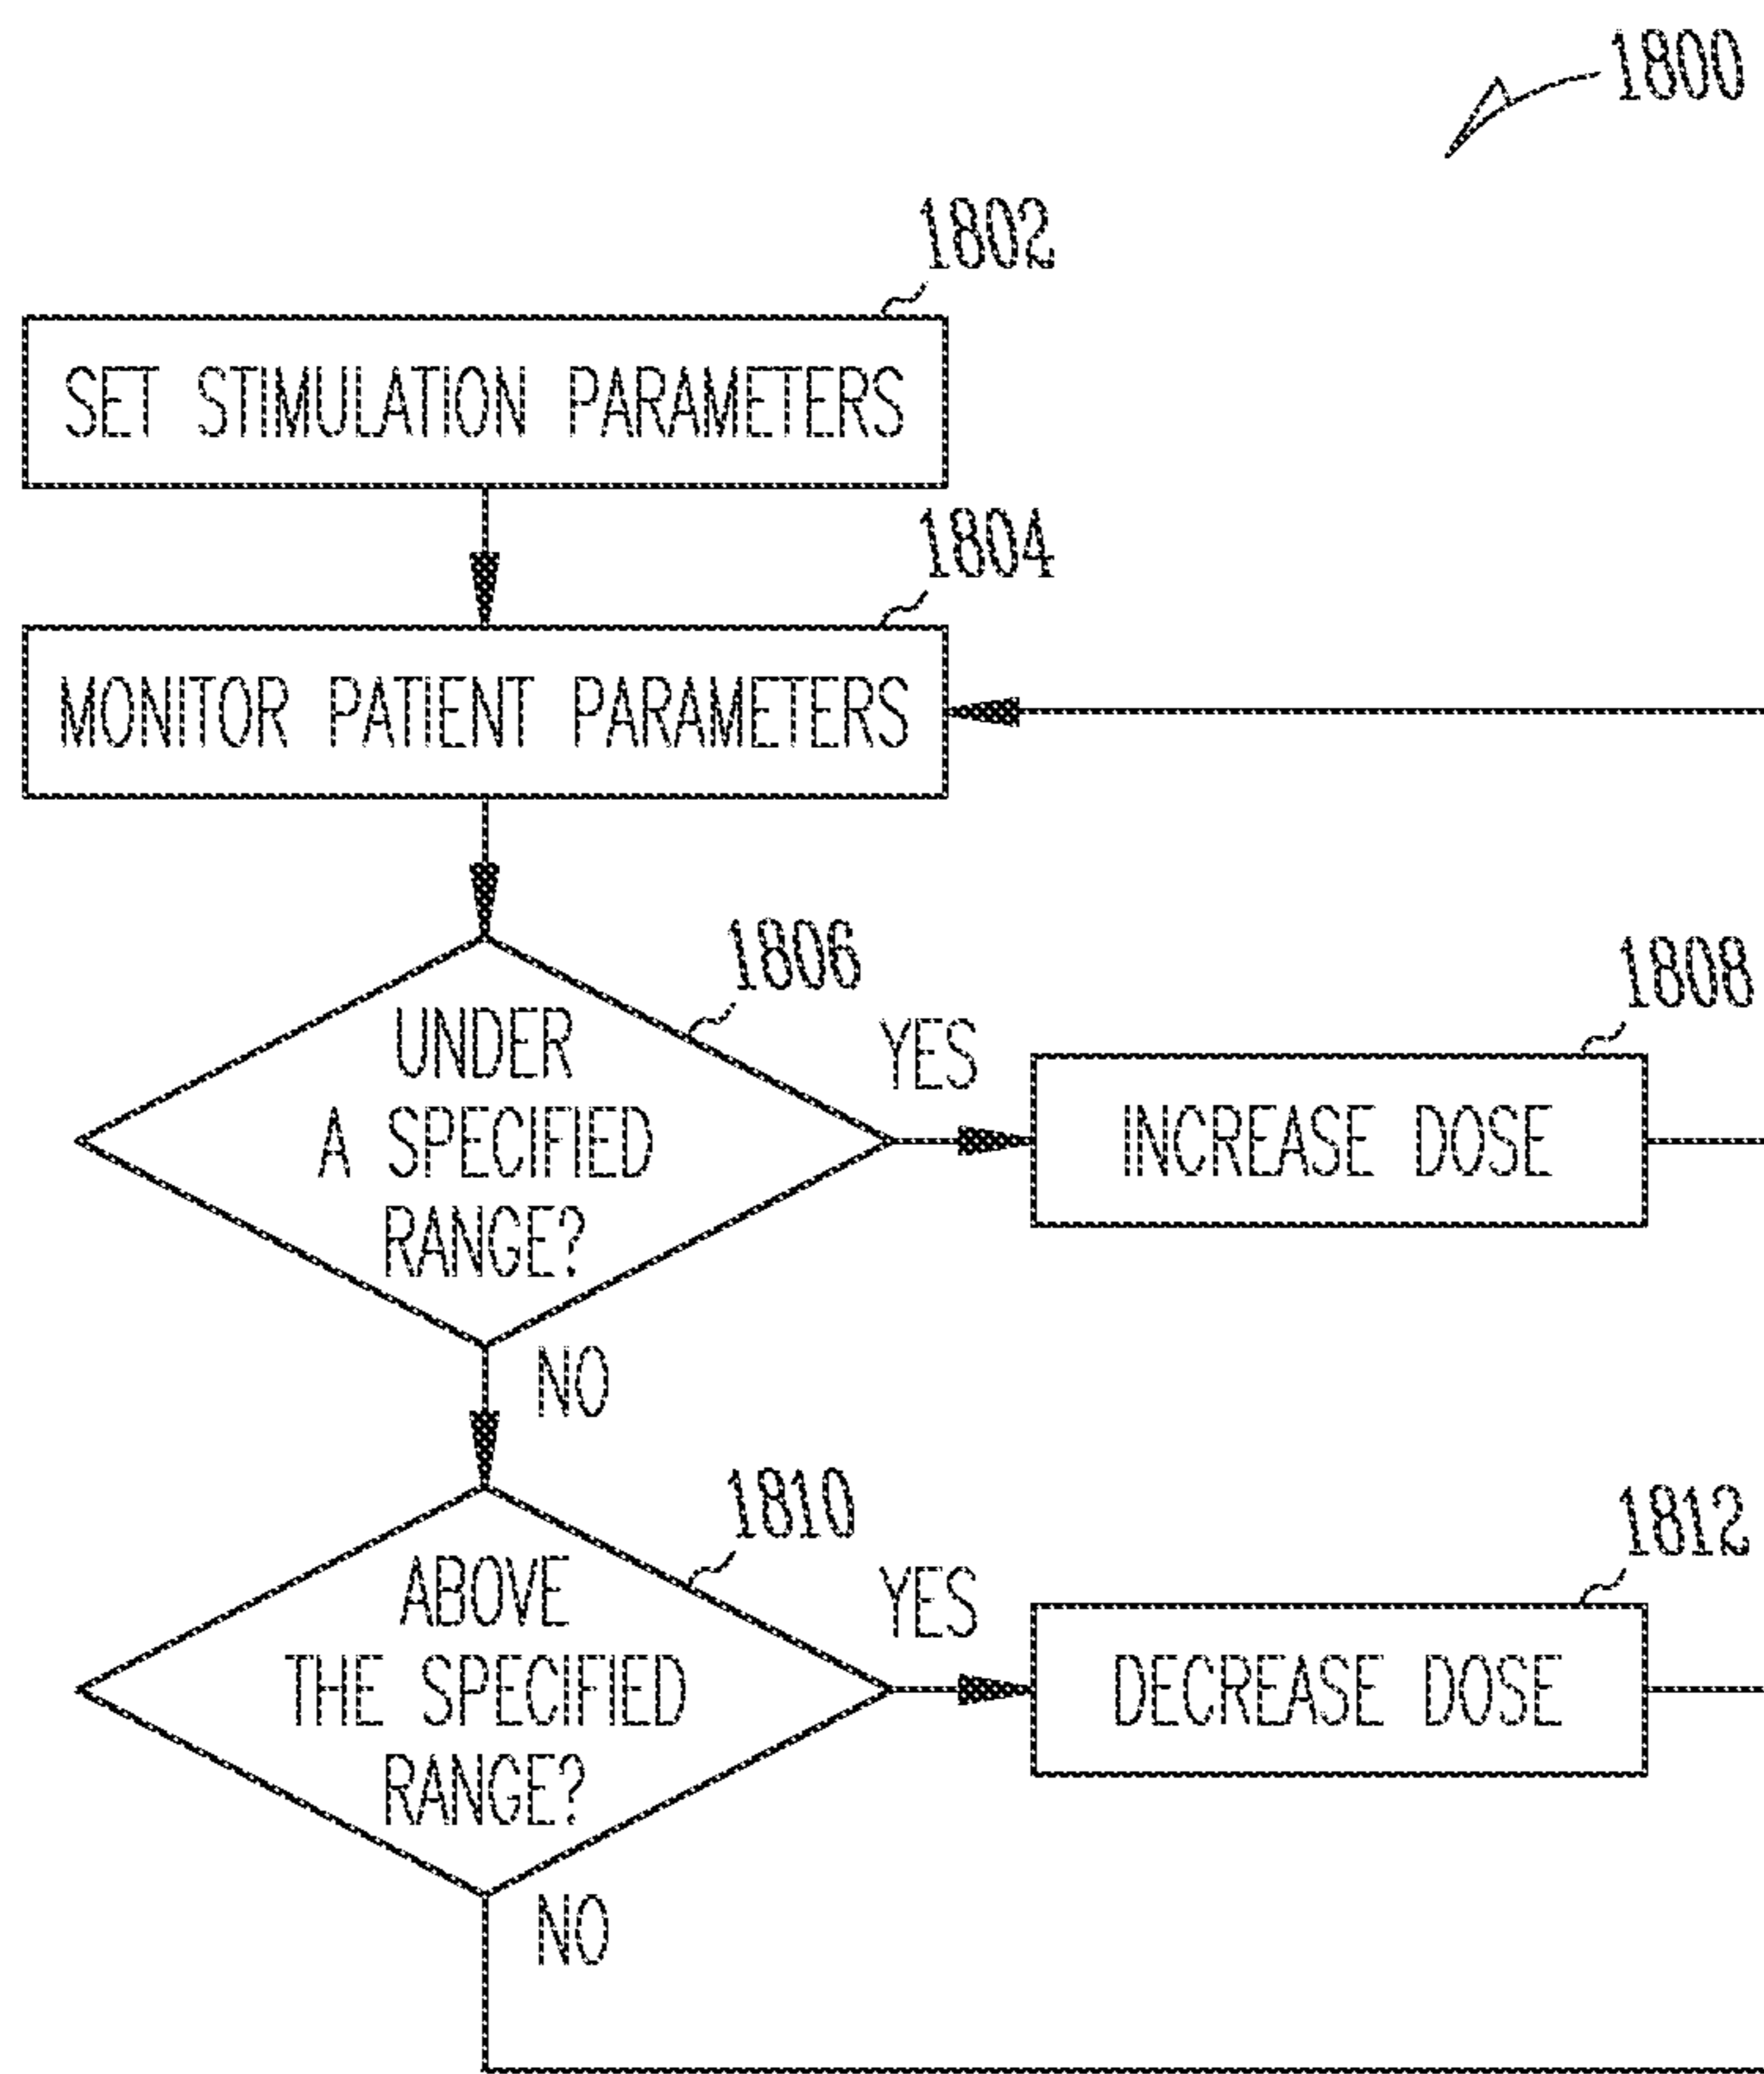 1800
1802
SET STIMULATION PARAMETERS
1804
MONITOR PATIENT PARAMETERS
1806
UNDER
A SPECIFIED
RANGE?
YES
1808
INCREASE DOSE
NO
1810
ABOVE
THE SPECIFIED
RANGE?
YES
1812
DECREASE DOSE
NO